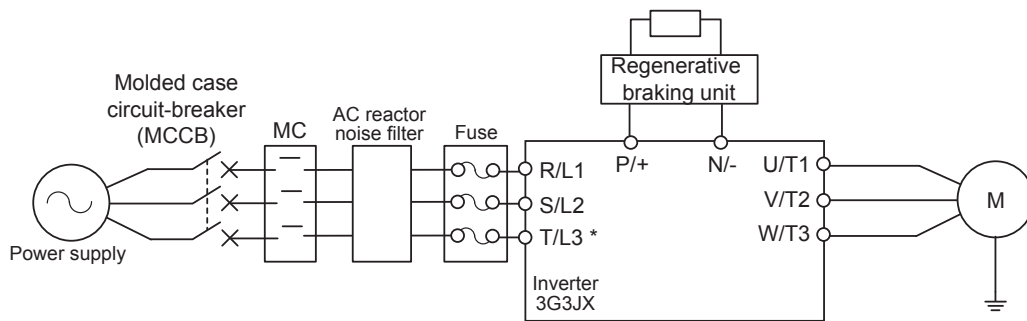 Regenerative
braking unit
Molded case
circuit-breaker
(MCCB)
MC
AC reactor
noise filter
Fuse
P/+
N/-
R/L1
S/L2
T/L3 *
U/T1
V/T2
W/T3
M
Power supply
Inverter
3G3JX